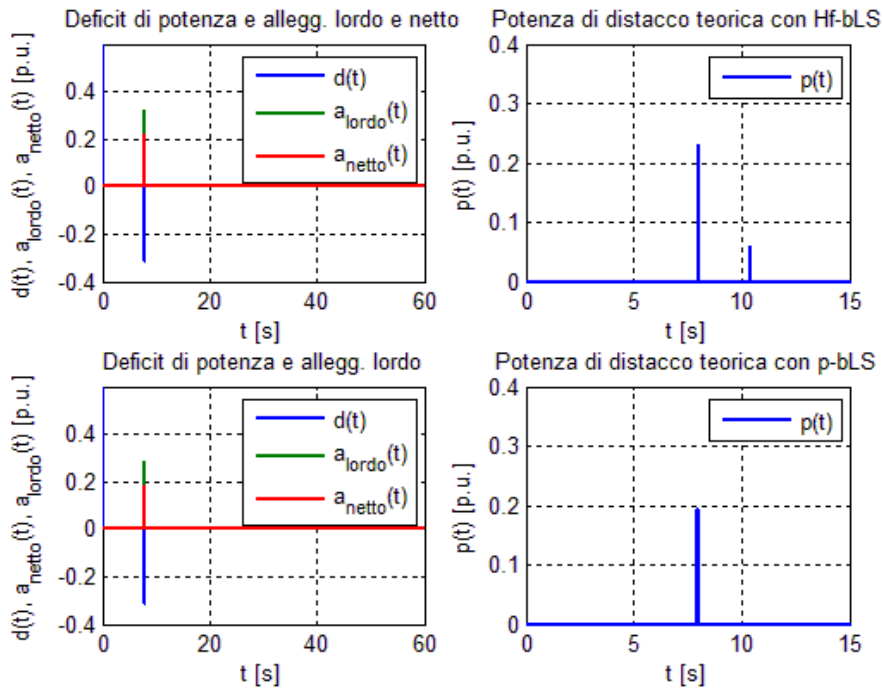 Deficit di potenza e allegg. lordo e netto
d(t), a_lordo(t), a_netto(t) [p.u.]
0.4
0.2
0
-0.2
-0.4
d(t)
a_lordo(t)
a_netto(t)
0
20
40
60
t [s]
Potenza di distacco teorica con Hf-bLS
p(t) [p.u.]
0.4
0.3
0.2
0.1
0
p(t)
0
5
10
15
t [s]
Deficit di potenza e allegg. lordo
d(t), a_netto(t), a_lordo(t) [p.u.]
0.4
0.2
0
-0.2
-0.4
d(t)
a_lordo(t)
a_netto(t)
0
20
40
60
t [s]
Potenza di distacco teorica con p-bLS
p(t) [p.u.]
0.4
0.3
0.2
0.1
0
p(t)
0
5
10
15
t [s]